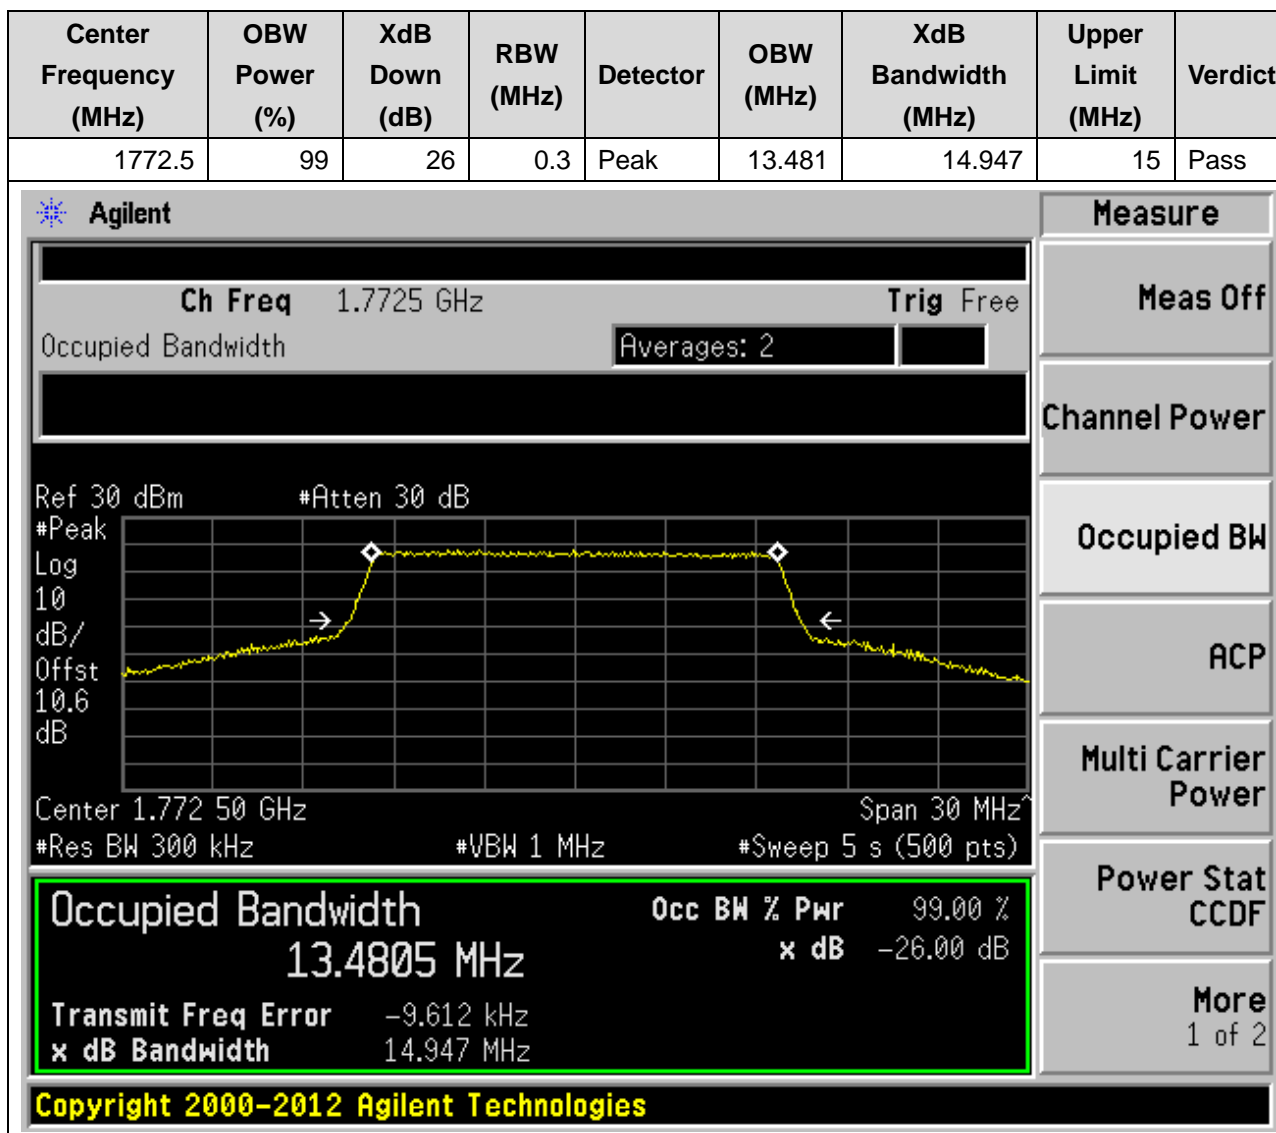 Center Frequency (MHz) OBW Power (%) XdB Down (dB) RBW (MHz) Detector OBW (MHz) XdB Bandwidth (MHz) Upper Limit (MHz) Verdict
1772.5 99 26 0.3 Peak 13.481 14.947 15 Pass
Agilent
Measure
Ch Freq 1.7725 GHz Trig Free
Meas Off
Occupied Bandwidth Averages: 2
Channel Power
Ref 30 dBm #Atten 30 dB
#Peak
Log
10
dB/
Offst
10.6
dB
Occupied BW
ACP
Multi Carrier
Power
Center 1.772 50 GHz Span 30 MHz^
#Res BW 300 kHz #VBW 1 MHz #Sweep 5 s (500 pts)
Power Stat
CCDF
Occupied Bandwidth Occ BW % Pwr 99.00 %
13.4805 MHz x dB -26.00 dB
Transmit Freq Error -9.612 kHz
x dB Bandwidth 14.947 MHz
More
1 of 2
Copyright 2000-2012 Agilent Technologies